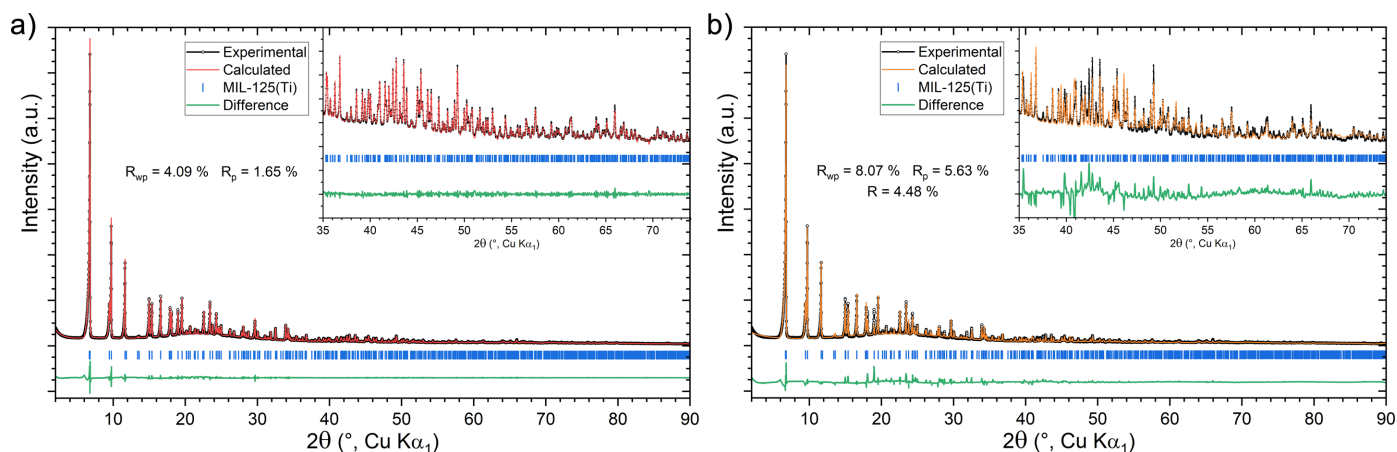 a)
Intensity (a.u.)
Experimental
Calculated
MIL-125(Ti)
Difference
R_wp = 4.09 % R_p = 1.65 %
35 40 45 50 55 60 65 70
2θ (°, Cu Kα₁)
10 20 30 40 50 60 70 80 90
2θ (°, Cu Kα₁)
b)
Intensity (a.u.)
Experimental
Calculated
MIL-125(Ti)
Difference
R_wp = 8.07 % R_p = 5.63 %
R = 4.48 %
35 40 45 50 55 60 65 70
2θ (°, Cu Kα₁)
10 20 30 40 50 60 70 80 90
2θ (°, Cu Kα₁)